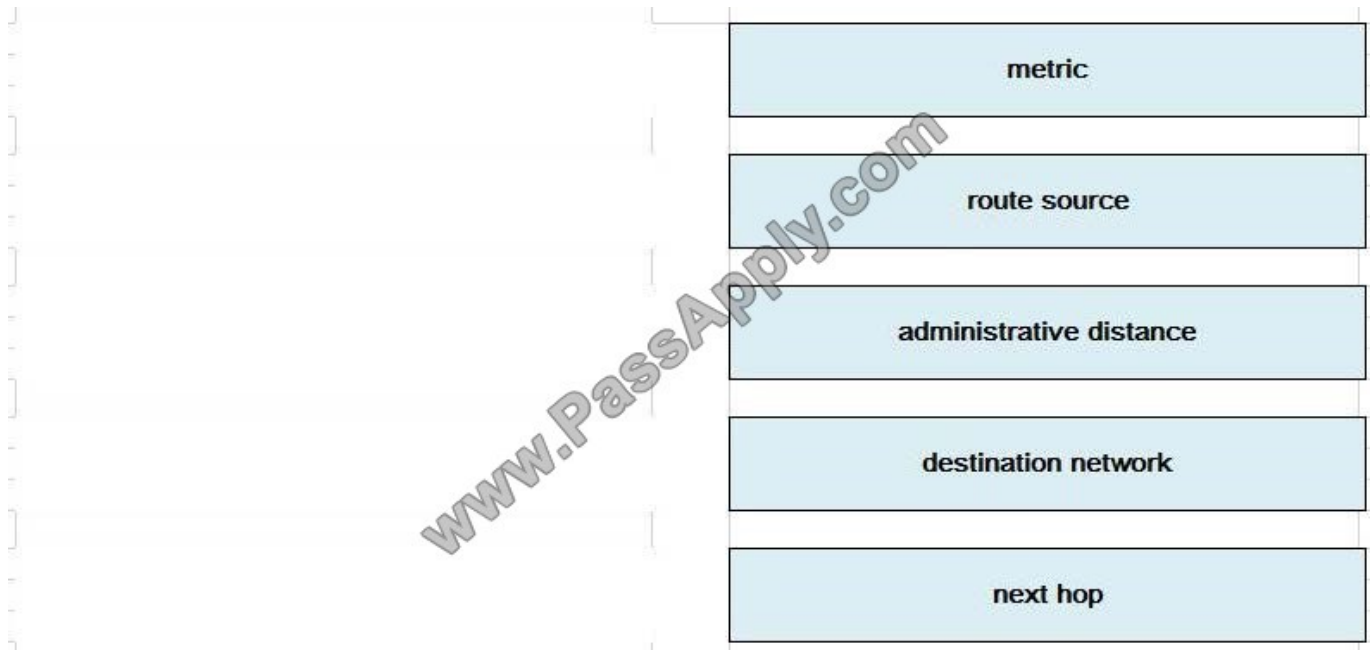 metric
route source
administrative distance
destination network
next hop
www.PassApply.com